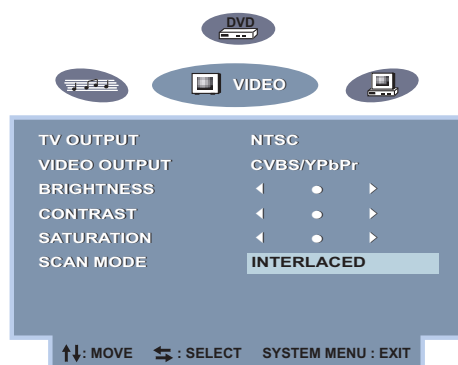 DVD
VIDEO
TV OUTPUT NTSC
VIDEO OUTPUT CVBS/YPbPr
BRIGHTNESS
CONTRAST
SATURATION
SCAN MODE INTERLACED
: MOVE : SELECT SYSTEM MENU : EXIT